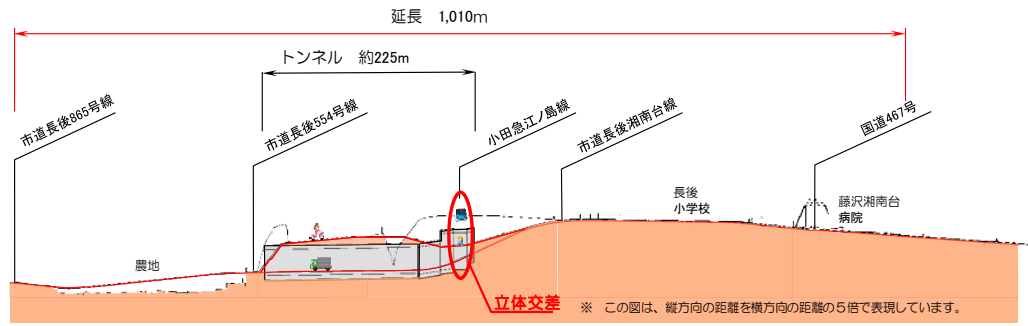 延長 1,010m
トンネル 約225m
市道長後865号線
市道長後554号線
小田急江ノ島線
市道長後湘南台線
国道467号
長後
小学校
藤沢湘南台
病院
農地
立体交差
※ この図は、縦方向の距離を横方向の距離の5倍で表現しています。